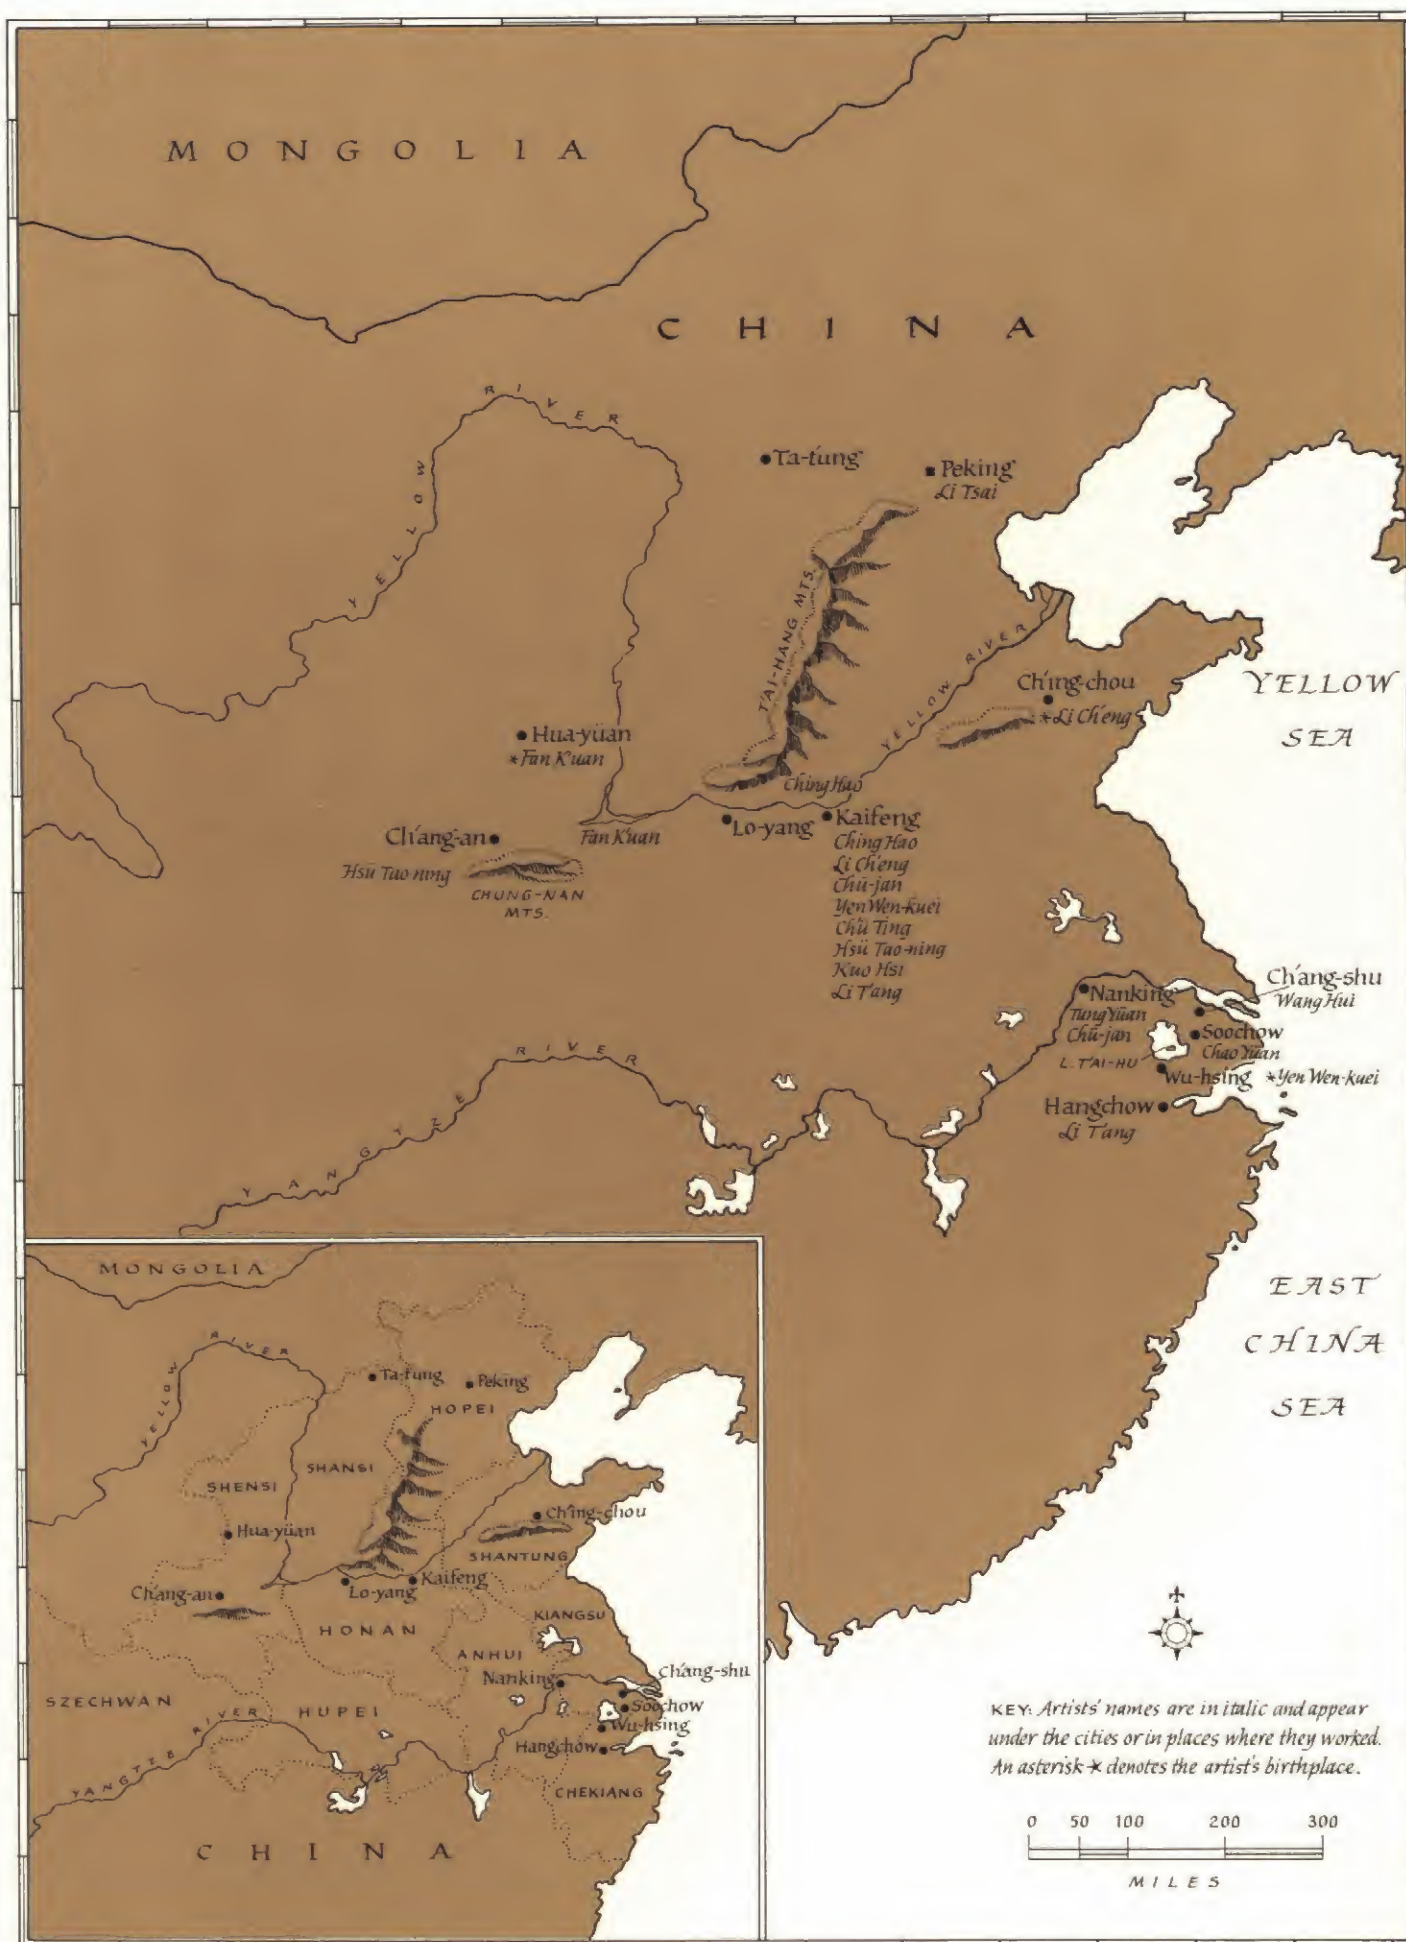 MONGOLIA
CHINA
YELLOW RIVER
Ta-t'ung
Peking
Li Tsai
T'AI-HANG MTS.
YELLOW RIVER
Ch'ing-chou
*Li Ch'eng
YELLOW
SEA
Hua-yüan
*Fan K'uan
Ching Hao
Ch'ang-an
Hsü Tao-ning
Fan K'uan
CHUNG-NAN
MTS.
Lo-yang
Kaifeng
Ching Hao
Li Ch'eng
Chü-jan
Yen Wen-kuei
Ch'ü Ting
Hsü Tao-ning
Kuo Hsi
Li T'ang
Nanking
Tung Yüan
Chü-jan
Ch'ang-shu
Wang Hui
Soochow
Chao Yüan
L. T'AI-HU
Wu-hsing *Yen Wen-kuei
Hangchow
Li T'ang
YANGTZE RIVER
EAST
CHINA
SEA
MONGOLIA
YELLOW RIVER
Ta-t'ung
Peking
HOPEI
SHANSI
SHENSI
Hua-yüan
Ch'ing-chou
SHANTUNG
Ch'ang-an
Lo-yang
Kaifeng
HONAN
KIANGSU
ANHUI
Nanking
Ch'ang-shu
SZECHWAN
HUPEI
Soochow
Wu-hsing
Hangchow
YANGTZE RIVER
CHEKIANG
CHINA
KEY: Artists' names are in italic and appear
under the cities or in places where they worked.
An asterisk * denotes the artist's birthplace.
0 50 100 200 300
MILES